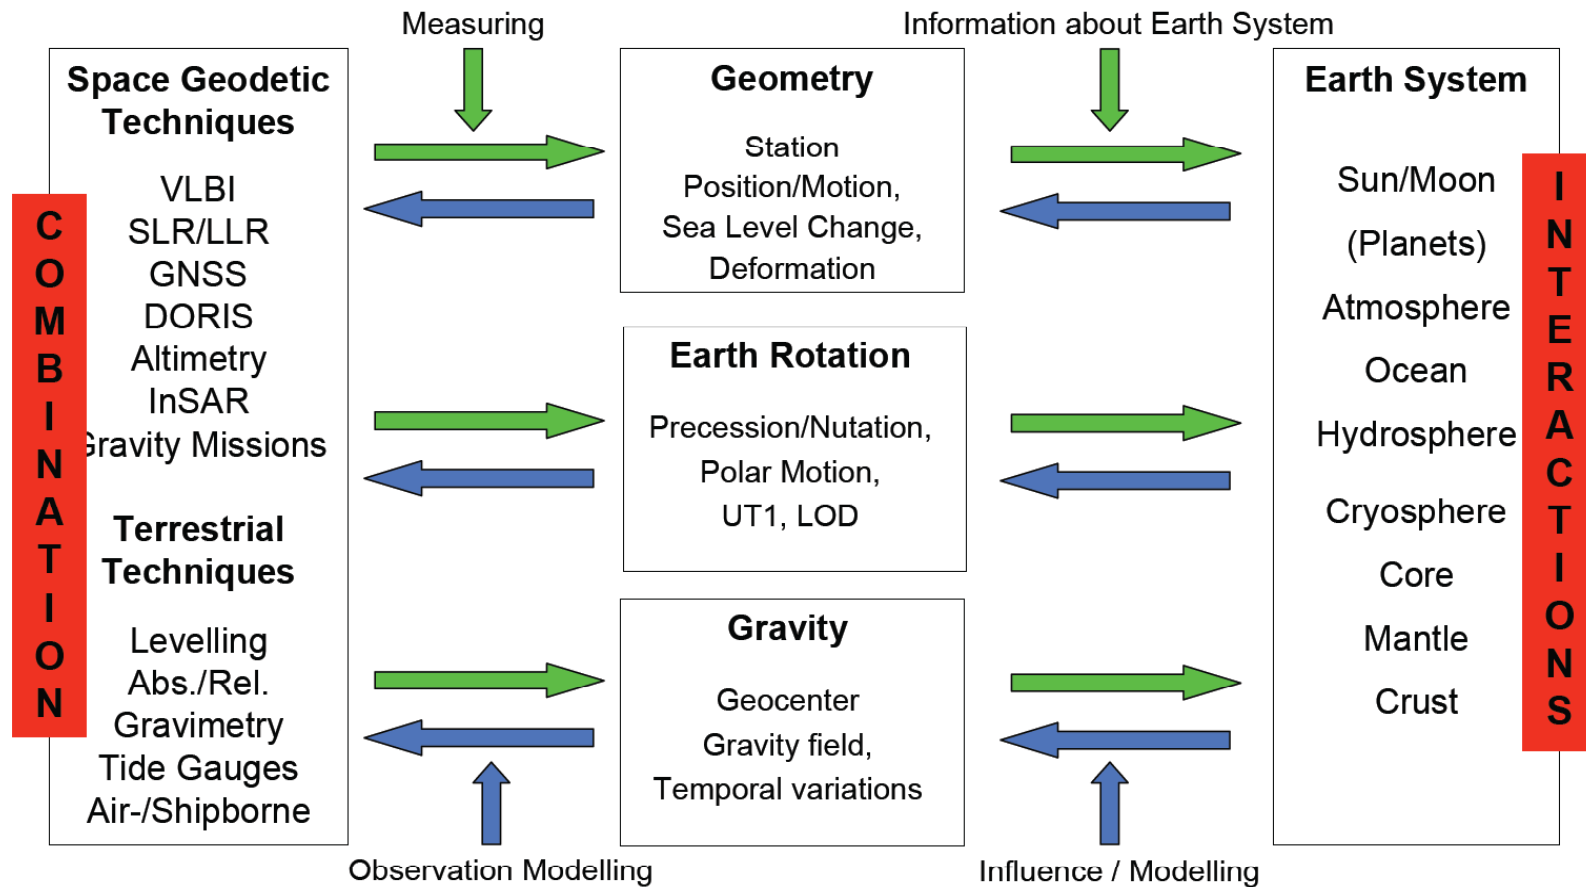 Measuring
Information about Earth System
Space Geodetic
Techniques
VLBI
SLR/LLR
GNSS
DORIS
Altimetry
InSAR
Gravity Missions
Terrestrial
Techniques
Levelling
Abs./Rel.
Gravimetry
Tide Gauges
Air-/Shipborne
COMBINATION
Geometry
Station
Position/Motion,
Sea Level Change,
Deformation
Earth Rotation
Precession/Nutation,
Polar Motion,
UT1, LOD
Gravity
Geocenter
Gravity field,
Temporal variations
Earth System
Sun/Moon
(Planets)
Atmosphere
Ocean
Hydrosphere
Cryosphere
Core
Mantle
Crust
INTERACTIONS
Observation Modelling
Influence / Modelling